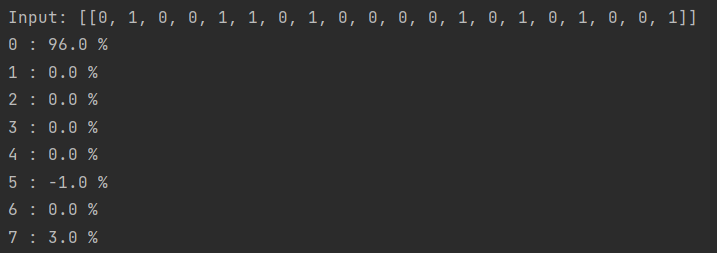 Input: [[0, 1, 0, 0, 1, 1, 0, 1, 0, 0, 0, 0, 1, 0, 1, 0, 1, 0, 0, 1]]
0 : 96.0 %
1 : 0.0 %
2 : 0.0 %
3 : 0.0 %
4 : 0.0 %
5 : -1.0 %
6 : 0.0 %
7 : 3.0 %